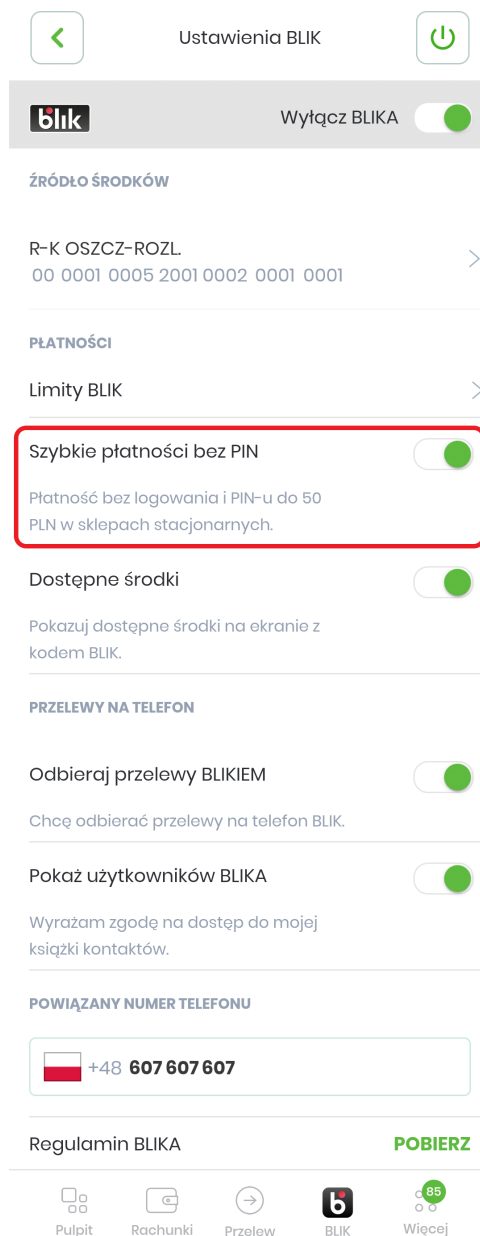 Ustawienia BLIK
blik
Wyłącz BLIKA
ŹRÓDŁO ŚRODKÓW
R-K OSZCZ-ROZL.
00 0001 0005 2001 0002 0001 0001
PŁATNOŚCI
Limity BLIK
Szybkie płatności bez PIN
Płatność bez logowania i PIN-u do 50
PLN w sklepach stacjonarnych.
Dostępne środki
Pokazuj dostępne środki na ekranie z
kodem BLIK.
PRZELEWY NA TELEFON
Odbieraj przelewy BLIKIEM
Chcę odbierać przelewy na telefon BLIK.
Pokaż użytkowników BLIKA
Wyrażam zgodę na dostęp do mojej
książki kontaktów.
POWIĄZANY NUMER TELEFONU
+48 607 607 607
Regulamin BLIKA
POBIERZ
85
Pulpit
Rachunki
Przelew
BLIK
Więcej